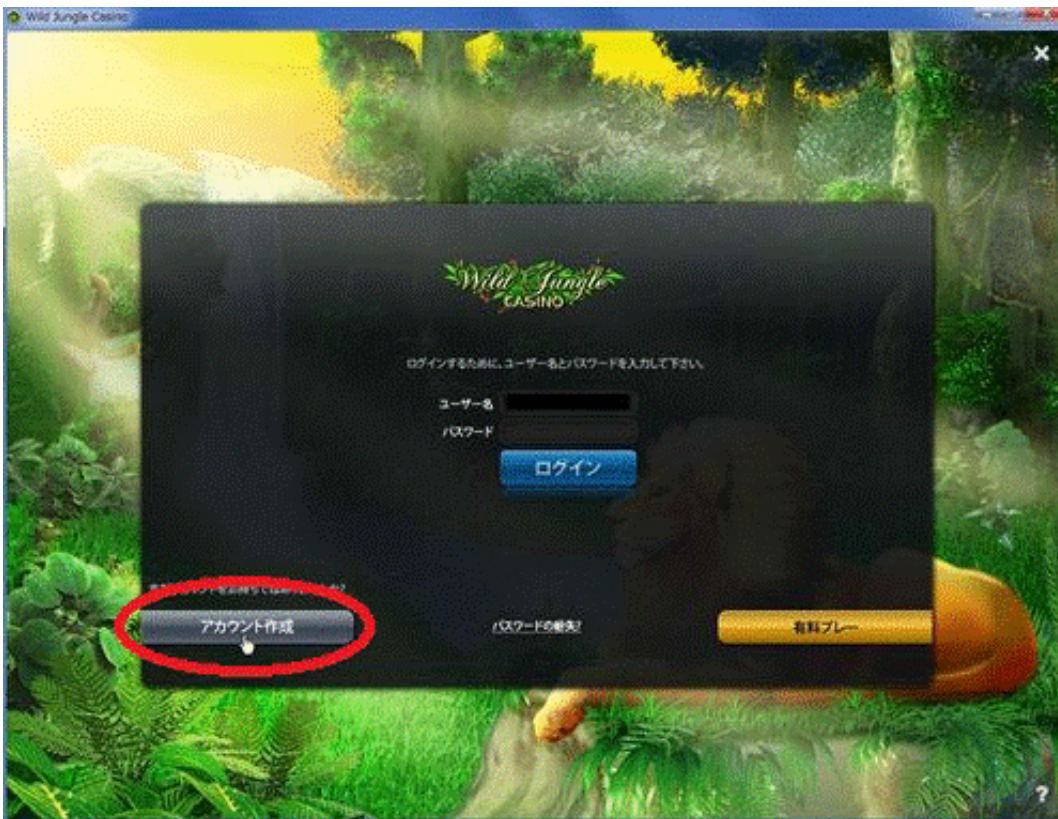 Wild Jungle Casino
Wild Jungle
CASINO
ログインするために、ユーザー名とパスワードを入力して下さい。
ユーザー名
パスワード
ログイン
アカウント作成
パスワードの紛失?
有料プレー
?